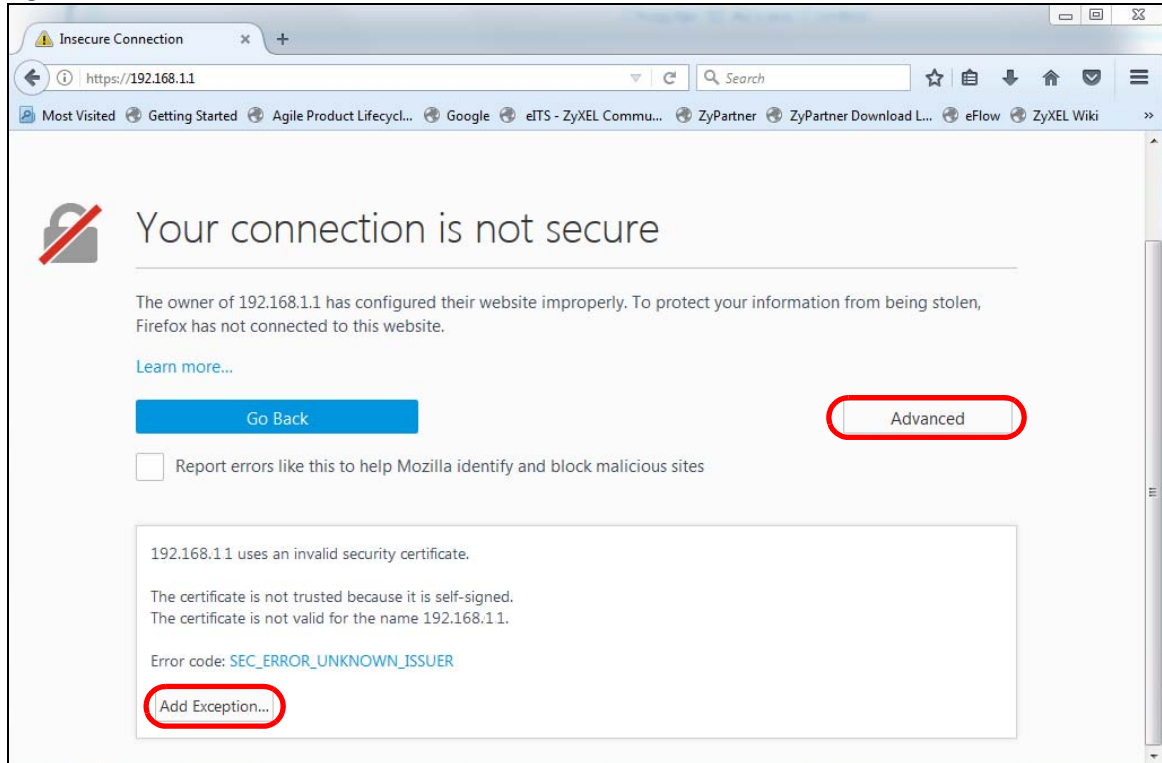 Insecure Connection
https://192.168.1.1
Search
Most Visited Getting Started Agile Product Lifecycl... Google eITS - ZyXEL Commu... ZyPartner ZyPartner Download L... eFlow ZyXEL Wiki »
Your connection is not secure
The owner of 192.168.1.1 has configured their website improperly. To protect your information from being stolen,
Firefox has not connected to this website.
Learn more...
Go Back
Advanced
Report errors like this to help Mozilla identify and block malicious sites
192.168.1.1 uses an invalid security certificate.
The certificate is not trusted because it is self-signed.
The certificate is not valid for the name 192.168.1.1.
Error code: SEC_ERROR_UNKNOWN_ISSUER
Add Exception...